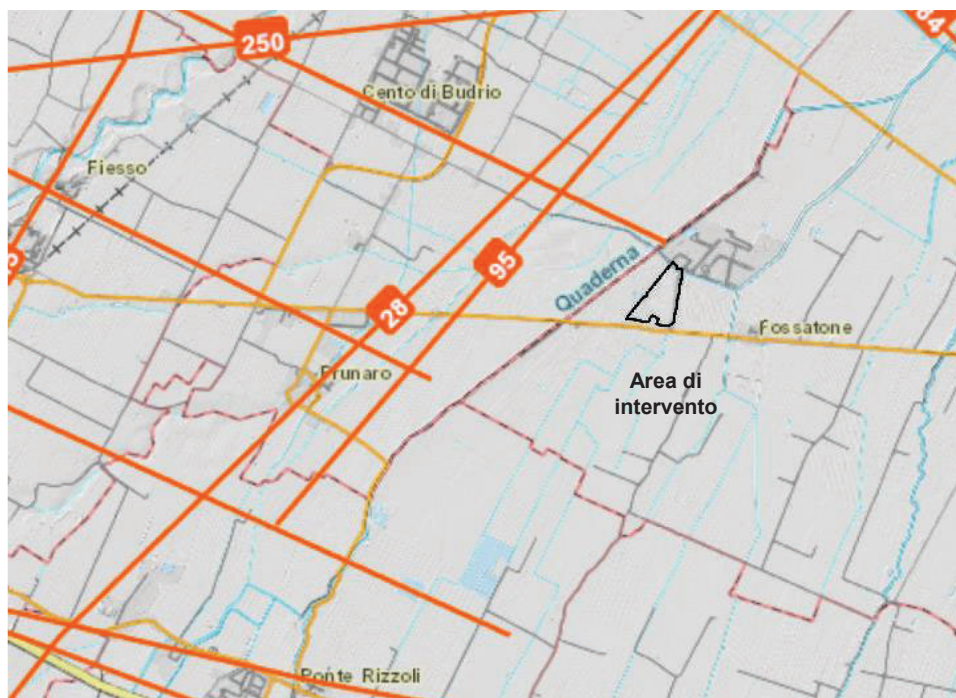 250
Cento di Budrio
Fiesso
Quaderna
95
28
Fossatone
Prunaro
Area di
intervento
Ponte Rizzoli